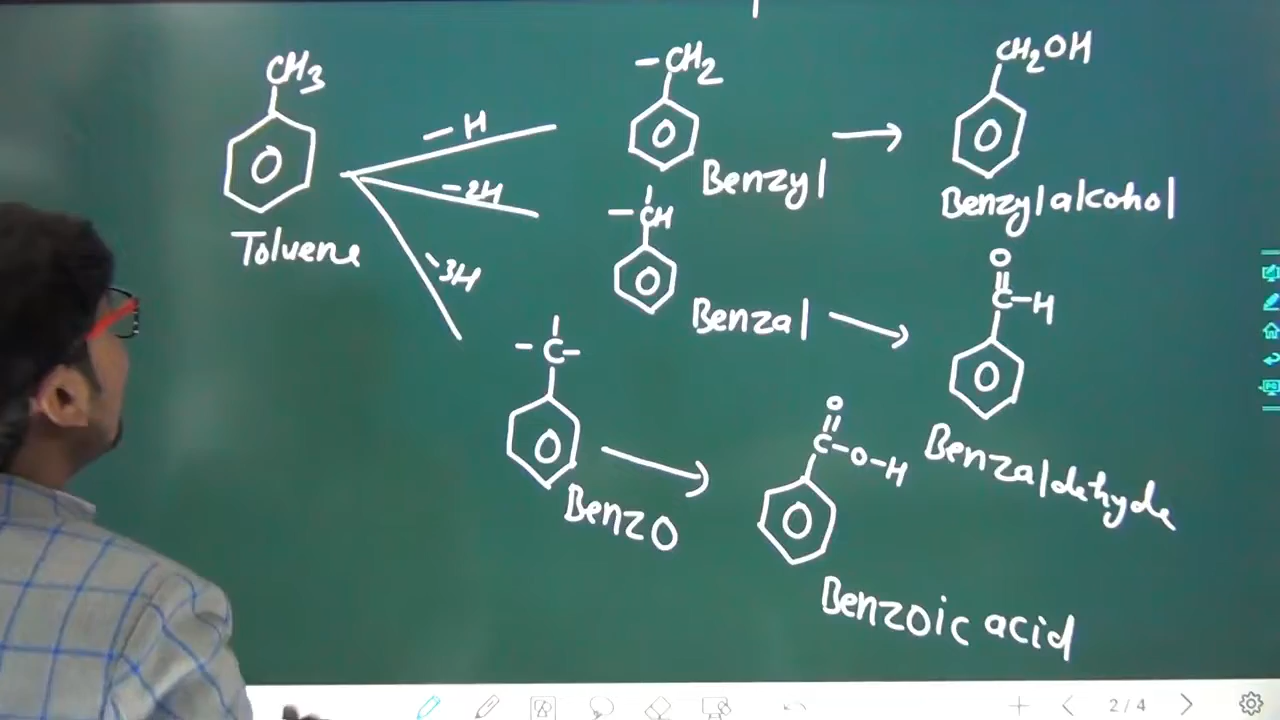 CH3
Toluene
-H
-2H
-3H
-CH2
Benzyl
CH2OH
Benzylalcohol
-CH
Benzal
O
C-H
Benzaldehyde
-C-
Benzo
O
C-O-H
Benzoic acid
2/4